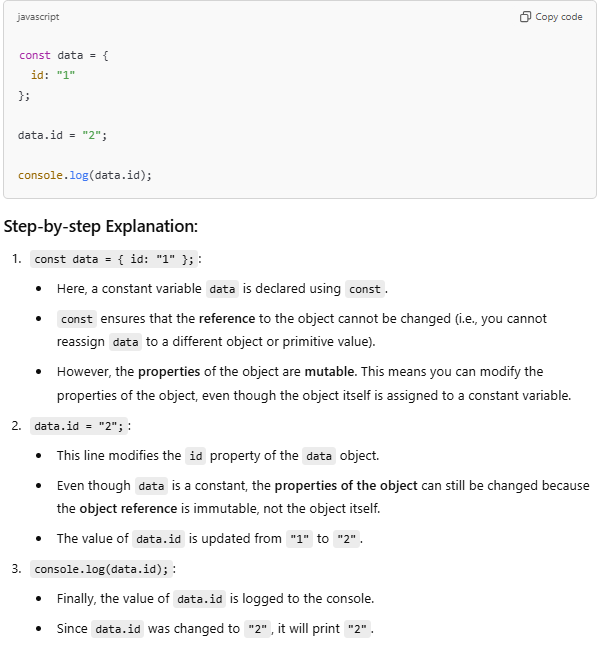 javascript
Copy code
const data = {
  id: "1"
};
data.id = "2";
console.log(data.id);
Step-by-step Explanation:
1. const data = { id: "1" };:
• Here, a constant variable data is declared using const.
• const ensures that the reference to the object cannot be changed (i.e., you cannot
reassign data to a different object or primitive value).
• However, the properties of the object are mutable. This means you can modify the
properties of the object, even though the object itself is assigned to a constant variable.
2. data.id = "2";:
• This line modifies the id property of the data object.
• Even though data is a constant, the properties of the object can still be changed because
the object reference is immutable, not the object itself.
• The value of data.id is updated from "1" to "2".
3. console.log(data.id);:
• Finally, the value of data.id is logged to the console.
• Since data.id was changed to "2", it will print "2".